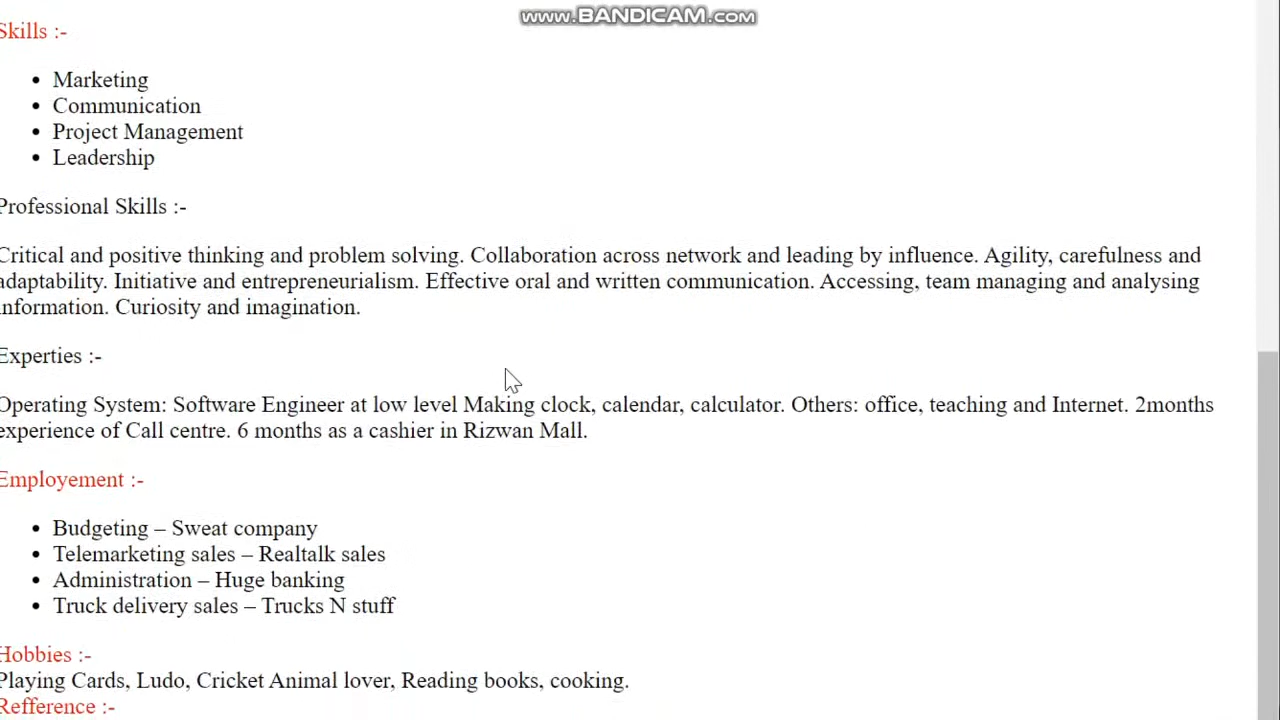 www.BANDICAM.com
Skills :-
Marketing
Communication
Project Management
Leadership
Professional Skills :-
Critical and positive thinking and problem solving. Collaboration across network and leading by influence. Agility, carefulness and
adaptability. Initiative and entrepreneurialism. Effective oral and written communication. Accessing, team managing and analysing
information. Curiosity and imagination.
Experties :-
Operating System: Software Engineer at low level Making clock, calendar, calculator. Others: office, teaching and Internet. 2months
experience of Call centre. 6 months as a cashier in Rizwan Mall.
Employement :-
Budgeting – Sweat company
Telemarketing sales – Realtalk sales
Administration – Huge banking
Truck delivery sales – Trucks N stuff
Hobbies :-
Playing Cards, Ludo, Cricket Animal lover, Reading books, cooking.
Refference :-